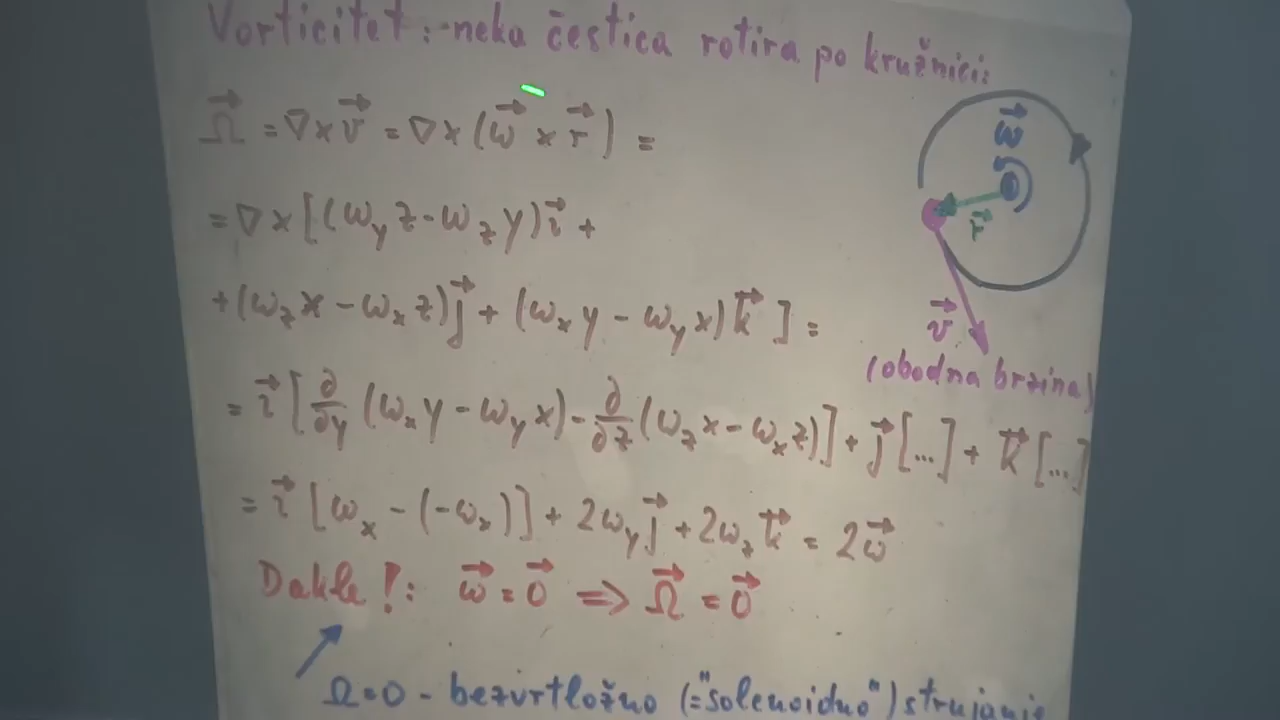 Vorticitet: neka čestica rotira po kružnici:
Ω⃗ = ∇ x v⃗ = ∇ x (ω⃗ x r⃗) =
= ∇ x [(ω_y z - ω_z y) i⃗ +
+ (ω_z x - ω_x z) j⃗ + (ω_x y - ω_y x) k⃗ ] =
= i⃗ [∂/∂y (ω_x y - ω_y x) - ∂/∂z (ω_z x - ω_x z)] + j⃗ [...] + k⃗ [...]
= i⃗ [ω_x - (-ω_x)] + 2ω_y j⃗ + 2ω_z k⃗ = 2ω⃗
Dakle!: ω⃗ = 0⃗ ⇒ Ω⃗ = 0⃗
Ω=0 - bezvrtložno (="solenoidno") strujanje
ω⃗
r⃗
v⃗
(obodna brzina)